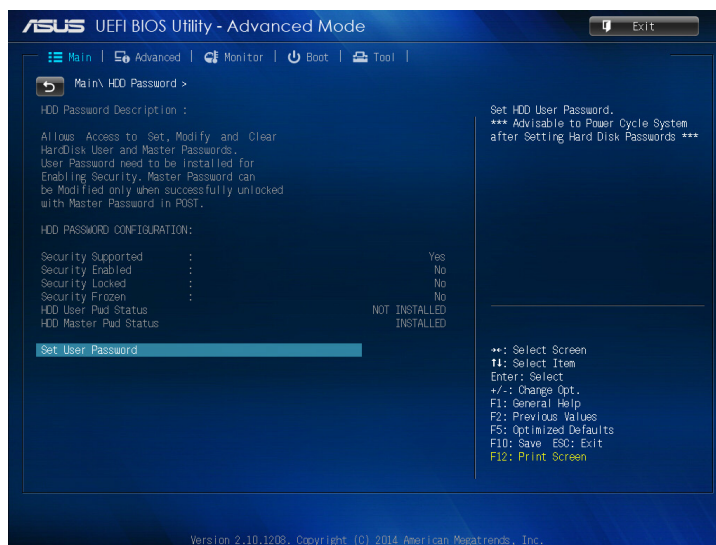 ASUS UEFI BIOS Utility - Advanced Mode
Exit
Main | Advanced | Monitor | Boot | Tool |
Main\ HDD Password >
HDD Password Description :
Allows Access to Set, Modify and Clear
HardDisk User and Master Passwords.
User Password need to be installed for
Enabling Security. Master Password can
be Modified only when successfully unlocked
with Master Password in POST.
HDD PASSWORD CONFIGURATION:
Security Supported : Yes
Security Enabled : No
Security Locked : No
Security Frozen : No
HDD User Pwd Status NOT INSTALLED
HDD Master Pwd Status INSTALLED
Set User Password
Set HDD User Password.
*** Advisable to Power Cycle System
after Setting Hard Disk Passwords ***
→←: Select Screen
↑↓: Select Item
Enter: Select
+/-: Change Opt.
F1: General Help
F2: Previous Values
F5: Optimized Defaults
F10: Save ESC: Exit
F12: Print Screen
Version 2.10.1208. Copyright (C) 2014 American Megatrends, Inc.